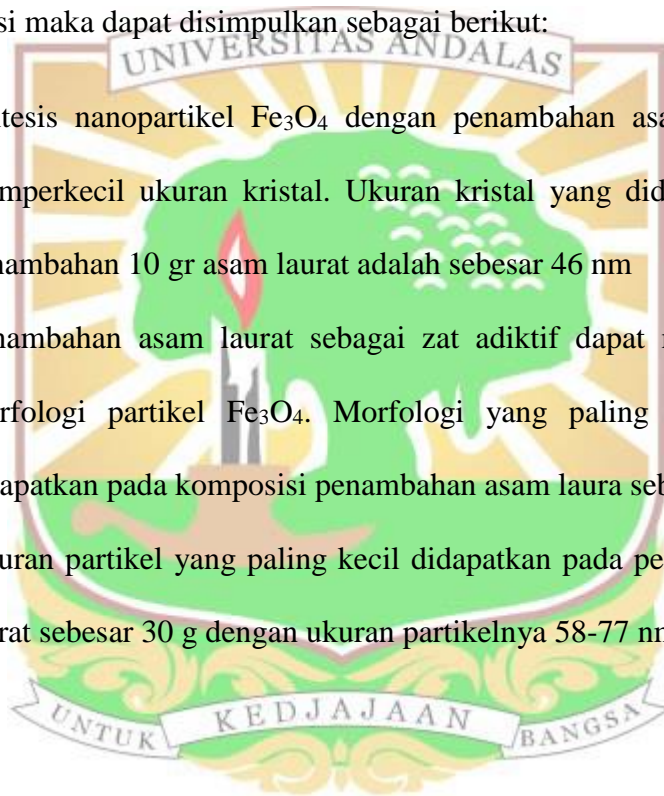 si maka dapat disimpulkan sebagai berikut:
UNIVERSITAS ANDALAS
tesis nanopartikel Fe₃O₄ dengan penambahan asa
mperkecil ukuran kristal. Ukuran kristal yang did
nambahan 10 gr asam laurat adalah sebesar 46 nm
nambahan asam laurat sebagai zat adiktif dapat
rfologi partikel Fe₃O₄. Morfologi yang paling
apatkan pada komposisi penambahan asam laura seb
uran partikel yang paling kecil didapatkan pada pe
rat sebesar 30 g dengan ukuran partikelnya 58-77 nm
UNTUK KEDJAJAAN BANGSA